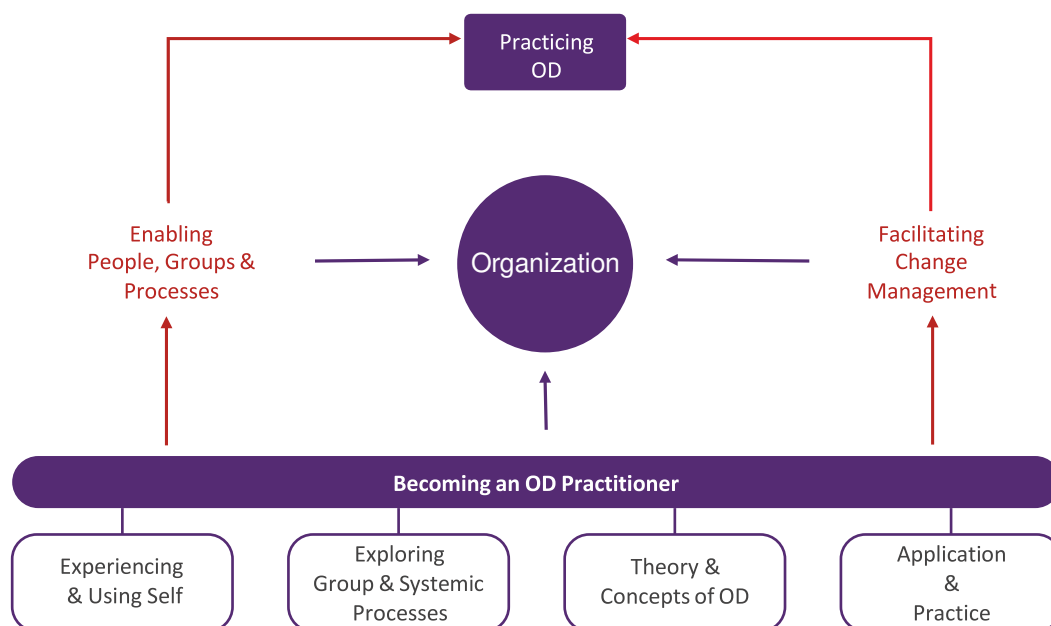 Practicing
OD
Enabling
People, Groups &
Processes
Organization
Facilitating
Change
Management
Becoming an OD Practitioner
Experiencing
& Using Self
Exploring
Group & Systemic
Processes
Theory &
Concepts of OD
Application
&
Practice